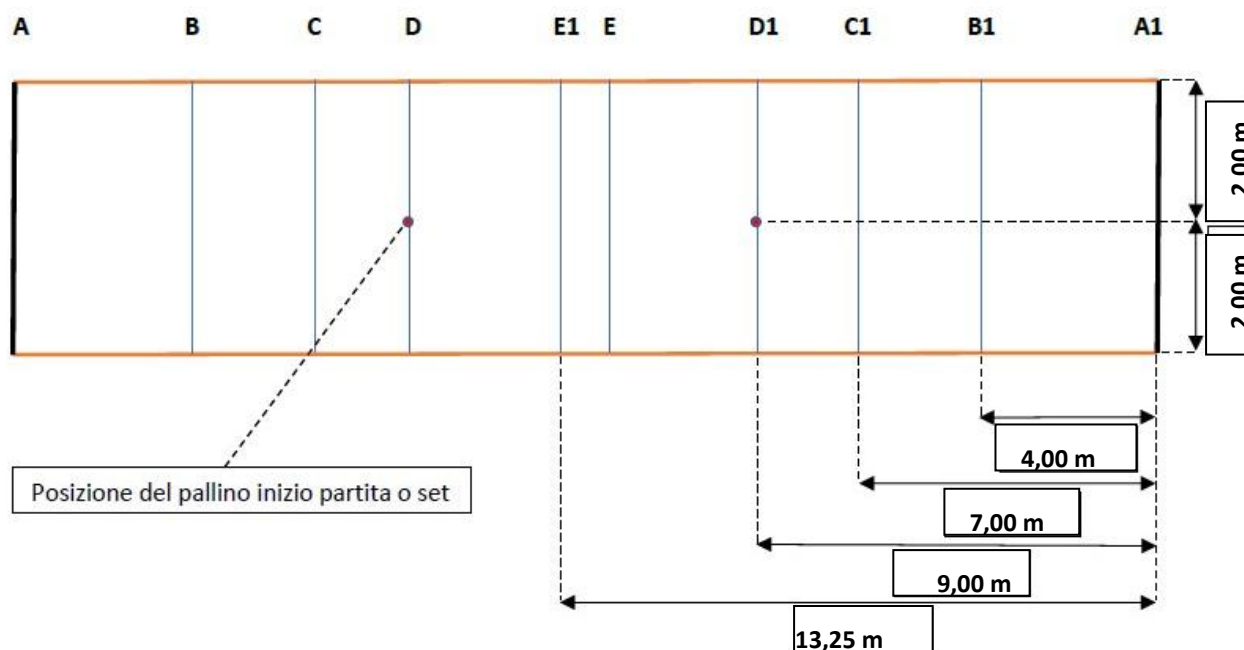 A B C D E1 E D1 C1 B1 A1
2,00 m
2,00 m
4,00 m
Posizione del pallino inizio partita o set
7,00 m
9,00 m
13,25 m